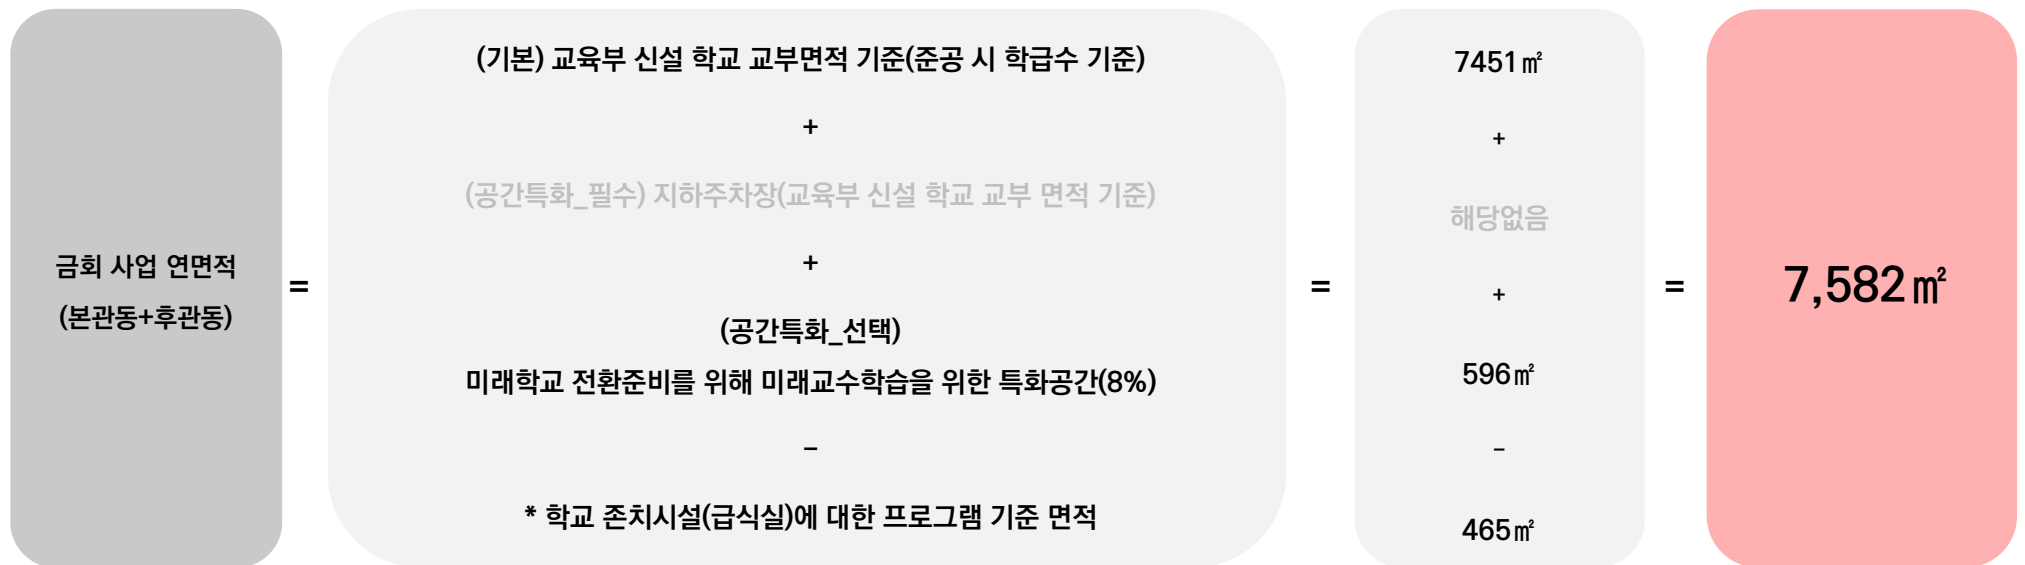 금회 사업 연면적
(본관동+후관동)
=
(기본) 교육부 신설 학교 교부면적 기준(준공 시 학급수 기준)
+
(공간특화_필수) 지하주차장(교육부 신설 학교 교부 면적 기준)
+
(공간특화_선택)
미래학교 전환준비를 위해 미래교수학습을 위한 특화공간(8%)
-
* 학교 존치시설(급식실)에 대한 프로그램 기준 면적
=
7451㎡
+
해당없음
+
596㎡
-
465㎡
=
7,582㎡